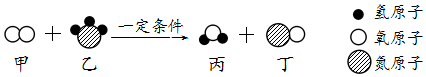 甲 + 乙 一定条件 丙 + 丁
氢原子
氧原子
氮原子